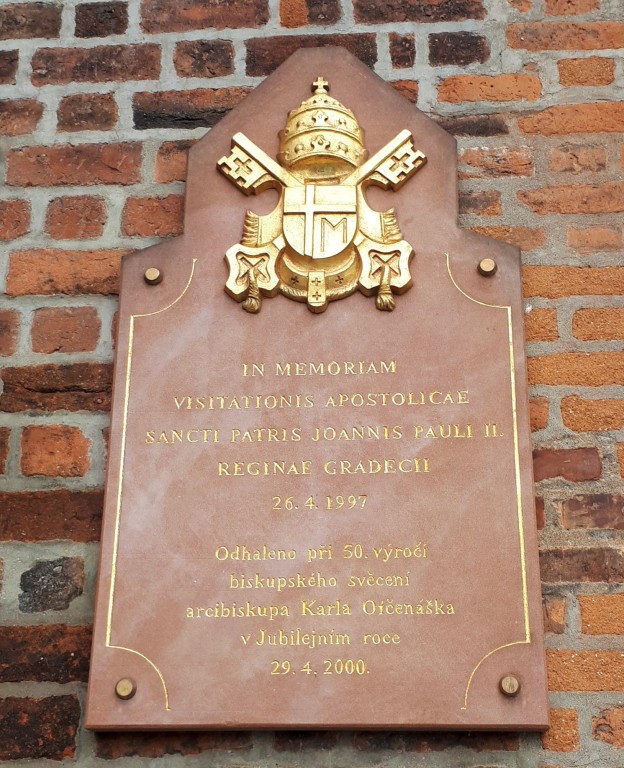 M
IN MEMORIAM
VISITATIONIS APOSTOLICAE
SANCTI PATRIS JOANNIS PAULI II.
REGINAE GRADECII
26. 4. 1997
Odhaleno při 50. výročí
biskupského svěcení
arcibiskupa Karla Otčenáška
v Jubilejním roce
29. 4. 2000.